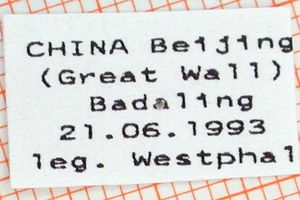 CHINA Beijing
(Great Wall)
Badaling
21.06.1993
leg. Westphal